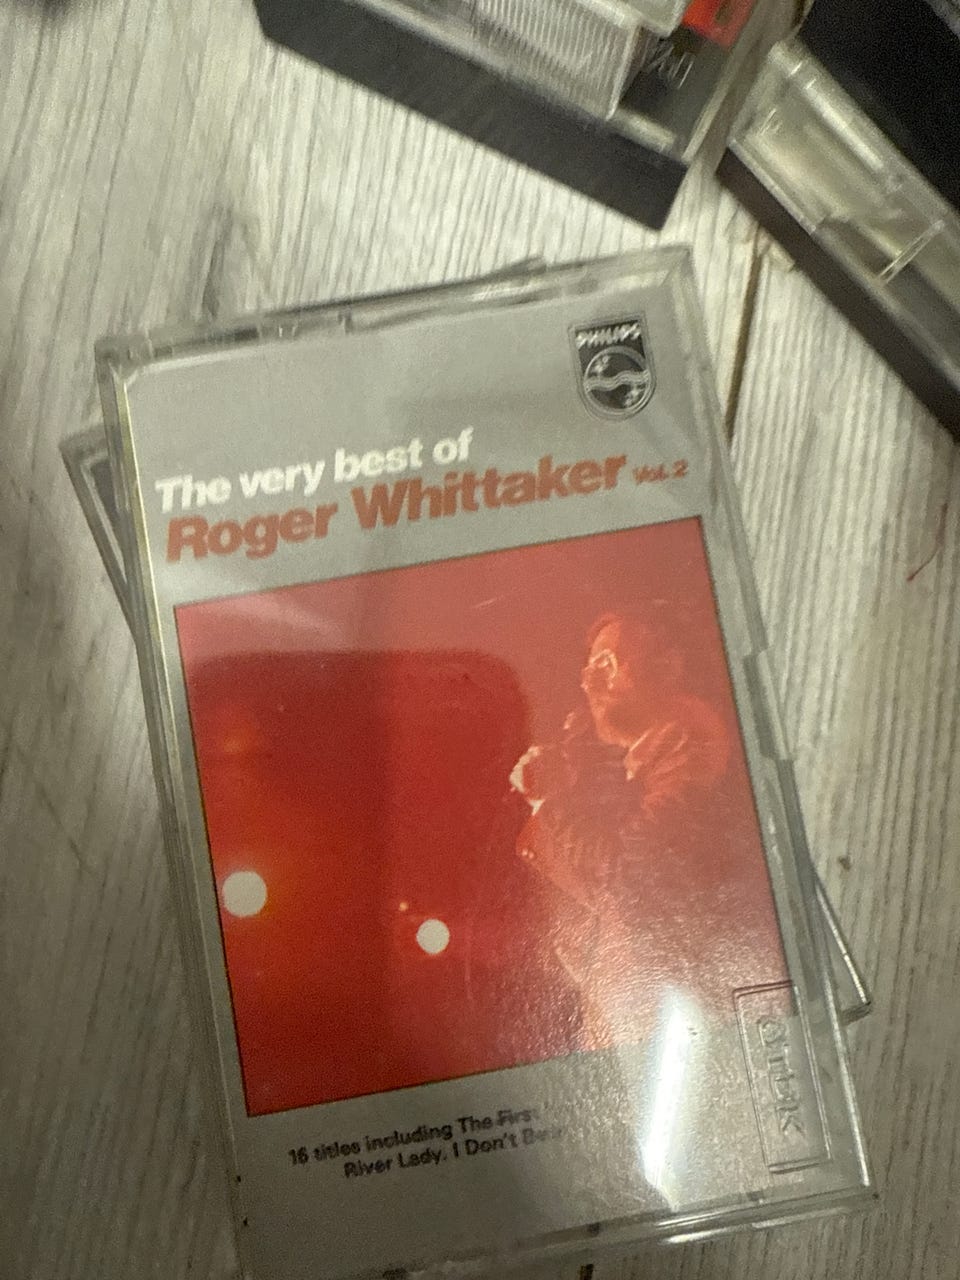 PHILIPS
The very best of
Roger Whittaker Vol. 2
16 titles including The First
River Lady, I Don't